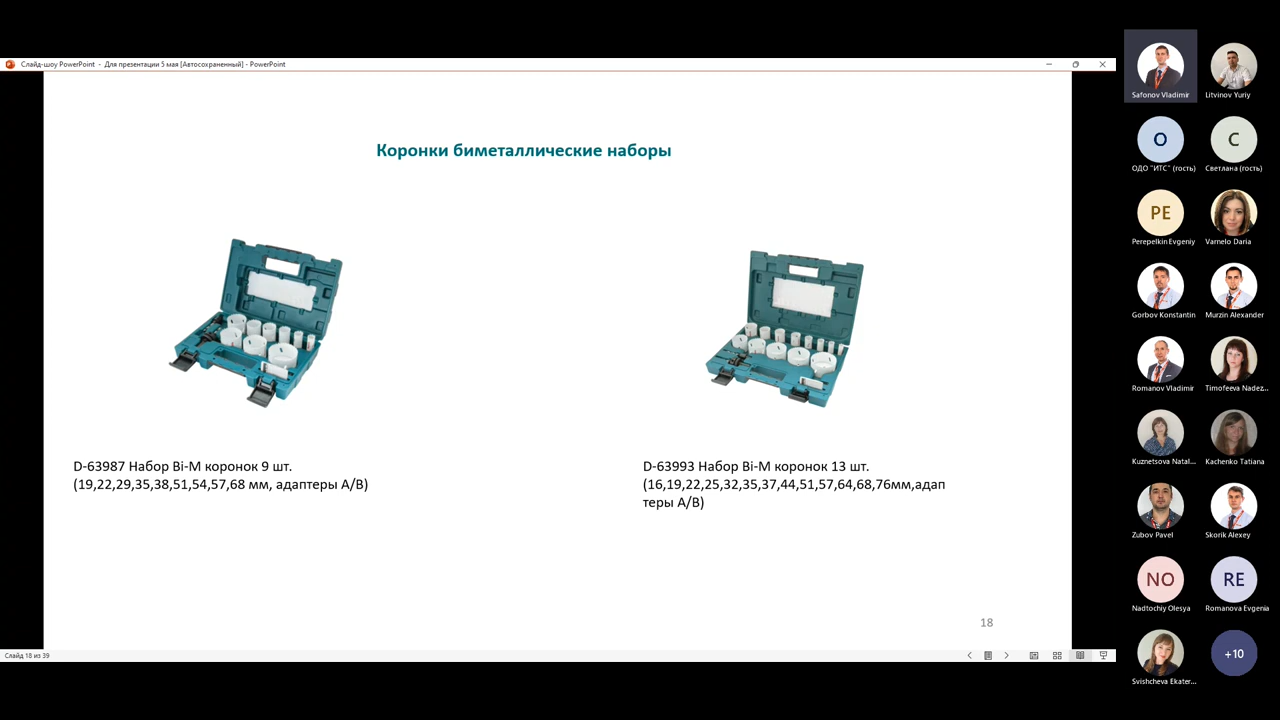 Слайд-шоу PowerPoint - Для презентации 5 мая [Автосохраненный] - PowerPoint
Коронки биметаллические наборы
D-63987 Набор Bi-M коронок 9 шт.
(19,22,29,35,38,51,54,57,68 мм, адаптеры А/В)
D-63993 Набор Bi-M коронок 13 шт.
(16,19,22,25,32,35,37,44,51,57,64,68,76мм,адап
теры А/В)
18
Слайд 18 из 39
Safonov Vladimir
Litvinov Yuriy
О
ОДО "ИТС" (гость)
С
Светлана (гость)
PE
Perepelkin Evgeniy
Varnelo Daria
Gorbov Konstantin
Murzin Alexander
Romanov Vladimir
Timofeeva Nadez...
Kuznetsova Natal...
Kachenko Tatiana
Zubov Pavel
Skorik Alexey
NO
Nadtochiy Olesya
RE
Romanova Evgenia
Svishcheva Ekater...
+10